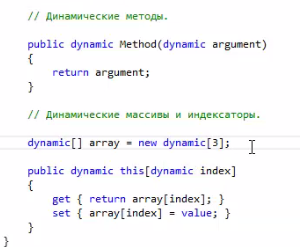 // Динамические методы.
public dynamic Method(dynamic argument)
{
return argument;
}
// Динамические массивы и индексаторы.
dynamic[] array = new dynamic[3];
public dynamic this[dynamic index]
{
get { return array[index]; }
set { array[index] = value; }
}
}